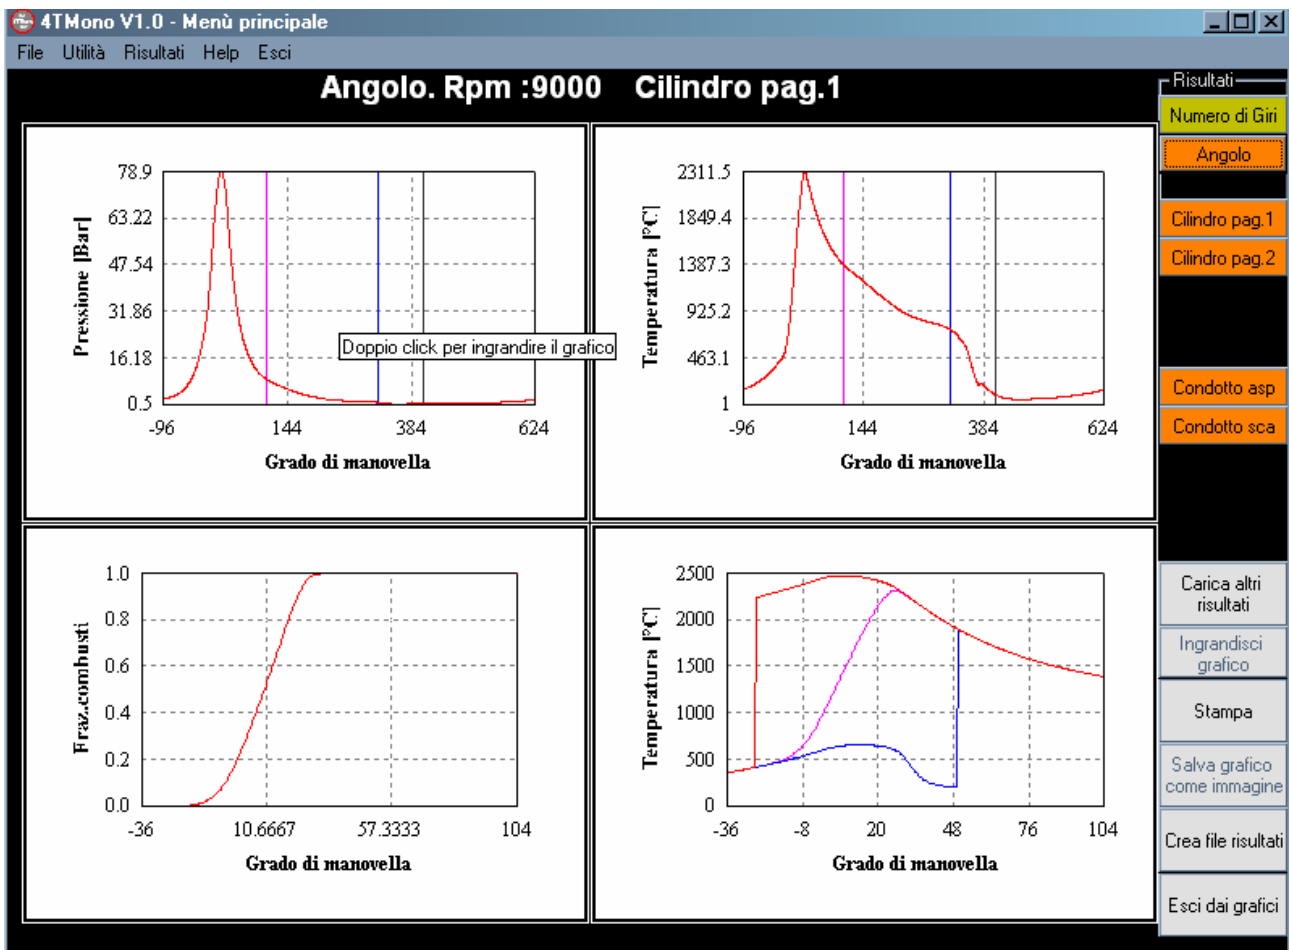 4TMono V1.0 - Menù principale
File Utilità Risultati Help Esci
Angolo. Rpm :9000 Cilindro pag.1
Pressione [Bar]
78.9
63.22
47.54
31.86
16.18
0.5
-96 144 384 624
Grado di manovella
Doppio click per ingrandire il grafico
Temperatura [°C]
2311.5
1849.4
1387.3
925.2
463.1
1
-96 144 384 624
Grado di manovella
Fraz.combusti
1.0
0.8
0.6
0.4
0.2
0.0
-36 10.6667 57.3333 104
Grado di manovella
Temperatura [°C]
2500
2000
1500
1000
500
0
-36 -8 20 48 76 104
Grado di manovella
Risultati
Numero di Giri
Angolo
Cilindro pag.1
Cilindro pag.2
Condotto asp
Condotto sca
Carica altri
risultati
Ingrandisci
grafico
Stampa
Salva grafico
come immagine
Crea file risultati
Esci dai grafici